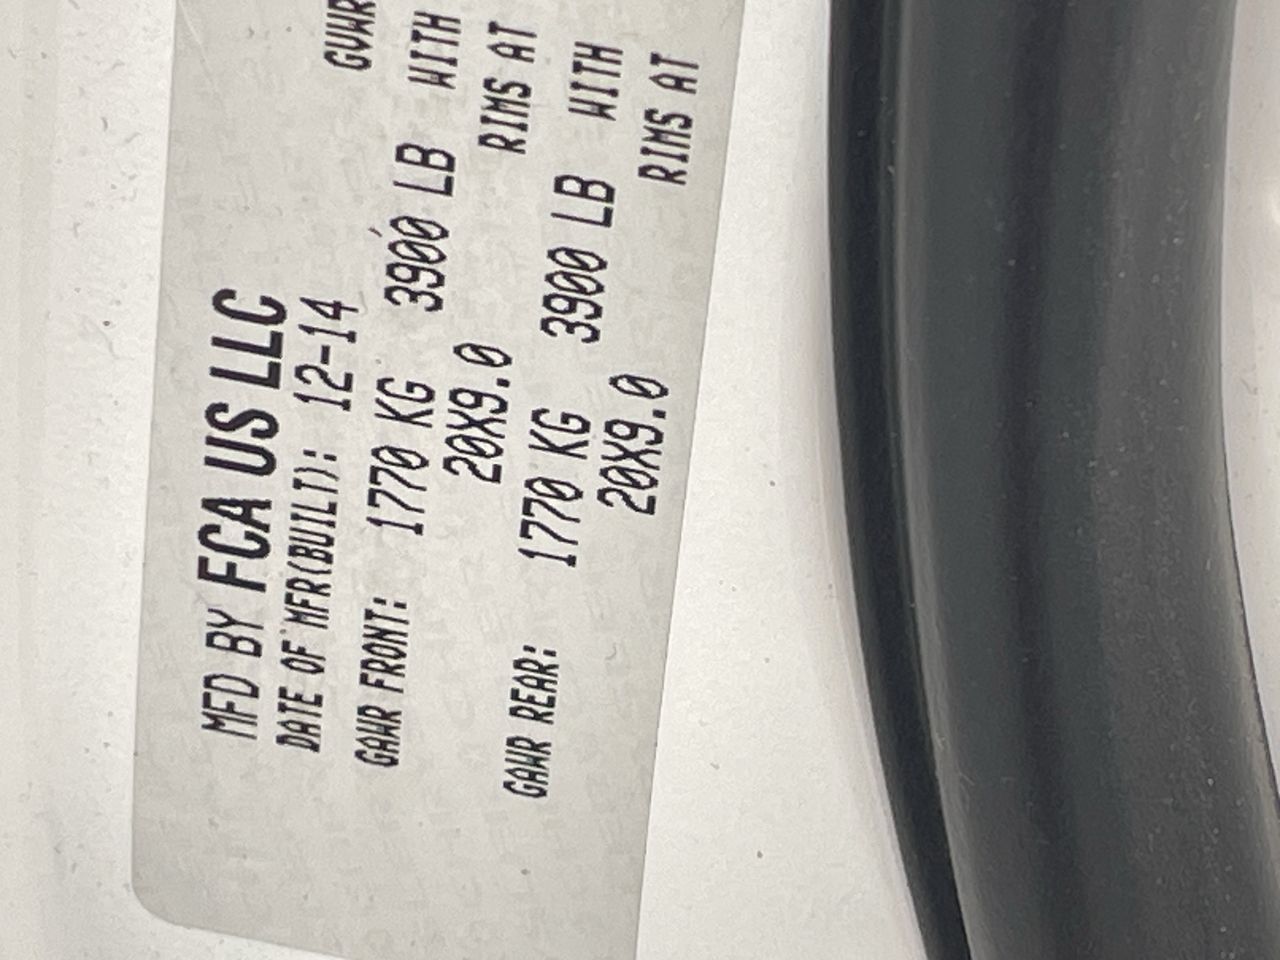 MFD BY FCA US LLC
DATE OF MFR(BUILT): 12-14 GVWR
GAWR FRONT: 1770 KG 3900 LB WITH
20X9.0 RIMS AT
GAWR REAR: 1770 KG 3900 LB WITH
20X9.0 RIMS AT